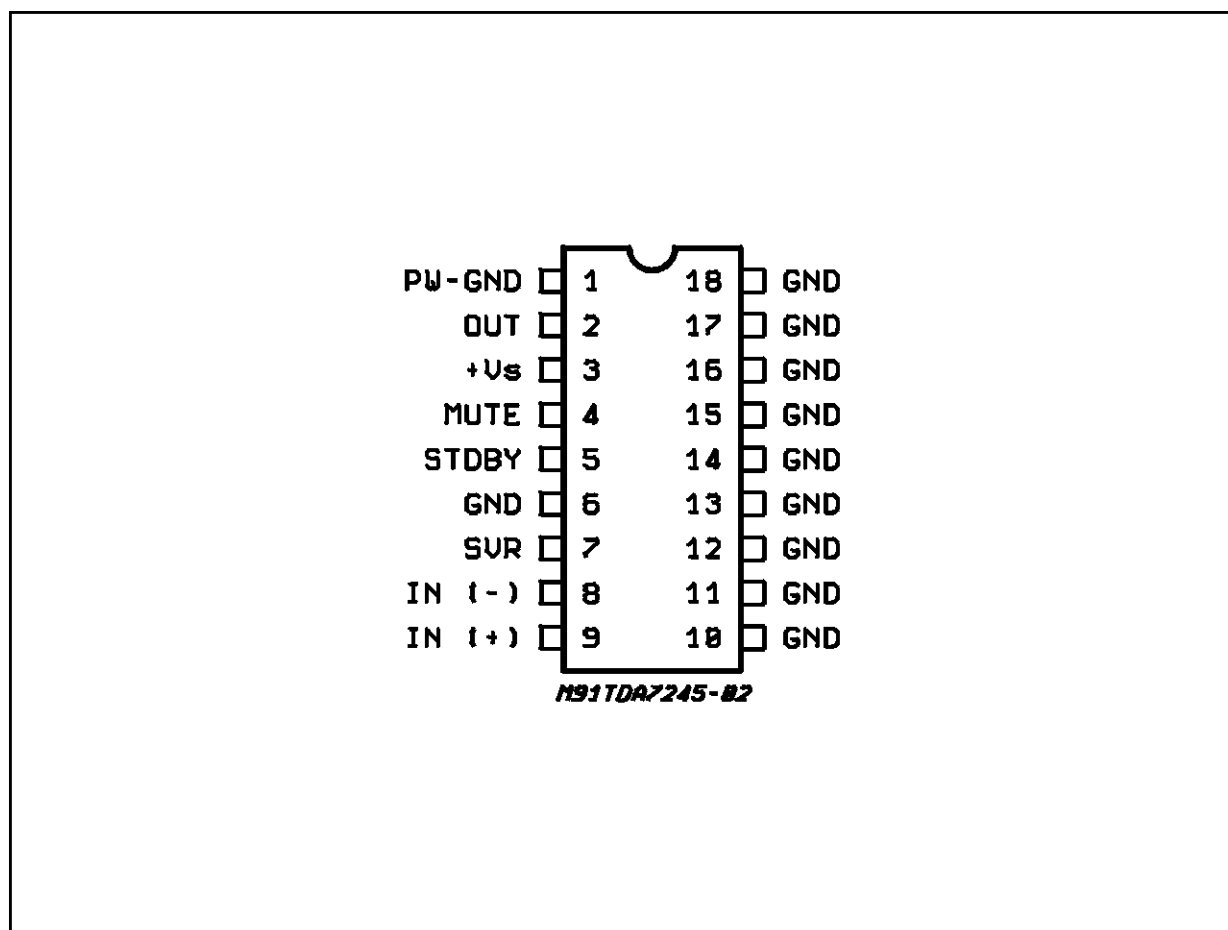 PW-GND 1 18 GND
OUT 2 17 GND
+Vs 3 16 GND
MUTE 4 15 GND
STDBY 5 14 GND
GND 6 13 GND
SVR 7 12 GND
IN (-) 8 11 GND
IN (+) 9 10 GND
M91TDA7245-02